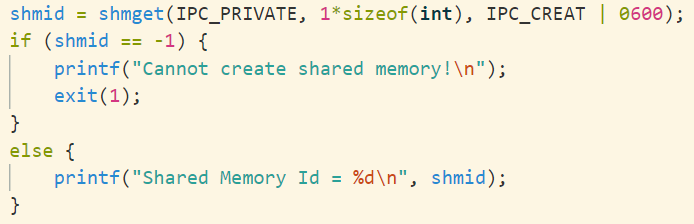 shmid = shmget(IPC_PRIVATE, 1*sizeof(int), IPC_CREAT | 0600);
if (shmid == -1) {
    printf("Cannot create shared memory!\n");
    exit(1);
}
else {
    printf("Shared Memory Id = %d\n", shmid);
}